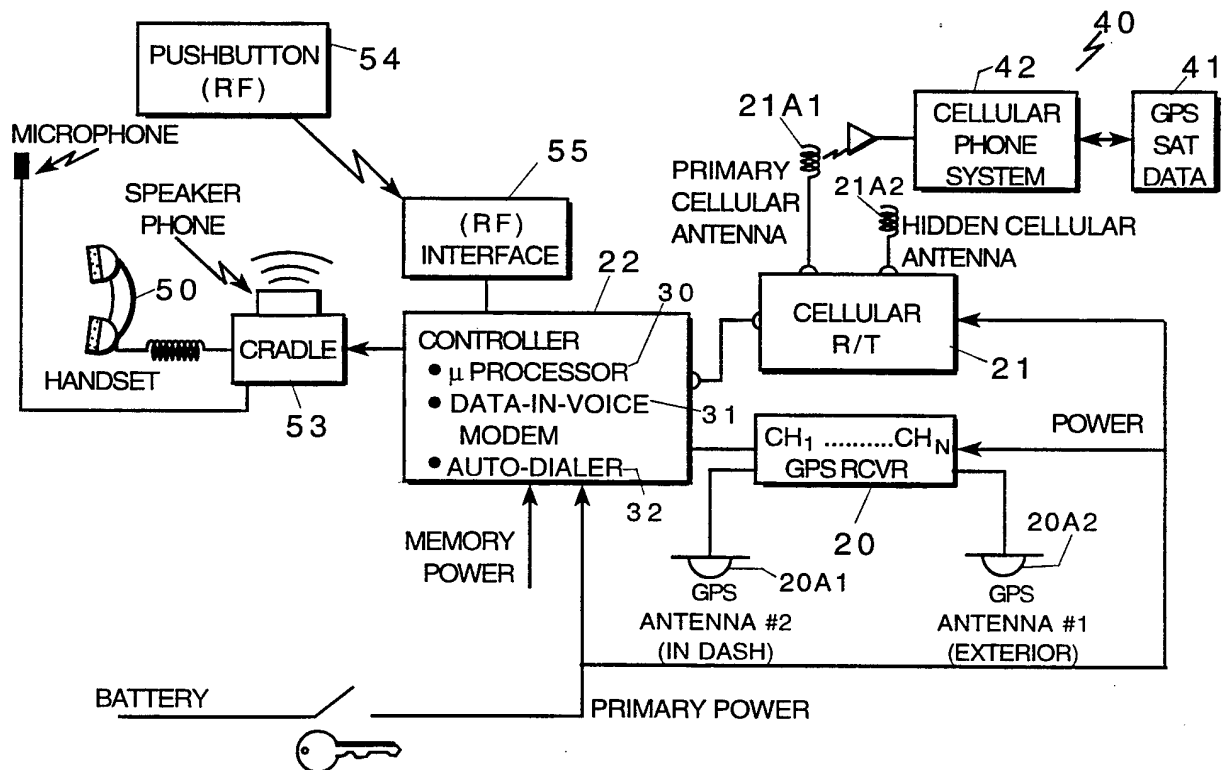 PUSHBUTTON
(RF)
54
MICROPHONE
SPEAKER
PHONE
50
HANDSET
CRADLE
53
55
(RF)
INTERFACE
22
CONTROLLER
• µ PROCESSOR
30
• DATA-IN-VOICE
MODEM
31
• AUTO-DIALER
32
MEMORY
POWER
40
42
CELLULAR
PHONE
SYSTEM
41
GPS
SAT
DATA
21A1
PRIMARY
CELLULAR
ANTENNA
21A2
HIDDEN CELLULAR
ANTENNA
CELLULAR
R/T
21
POWER
CH1 ..........CHN
GPS RCVR
20
20A1
GPS
ANTENNA #2
(IN DASH)
20A2
GPS
ANTENNA #1
(EXTERIOR)
BATTERY
PRIMARY POWER